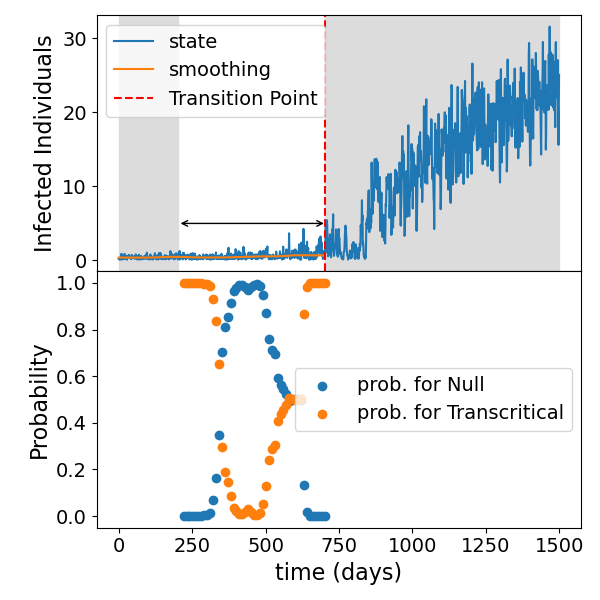 Infected Individuals
30
20
10
0
state
smoothing
Transition Point
Probability
1.0
0.8
0.6
0.4
0.2
0.0
prob. for Null
prob. for Transcritical
0 250 500 750 1000 1250 1500
time (days)